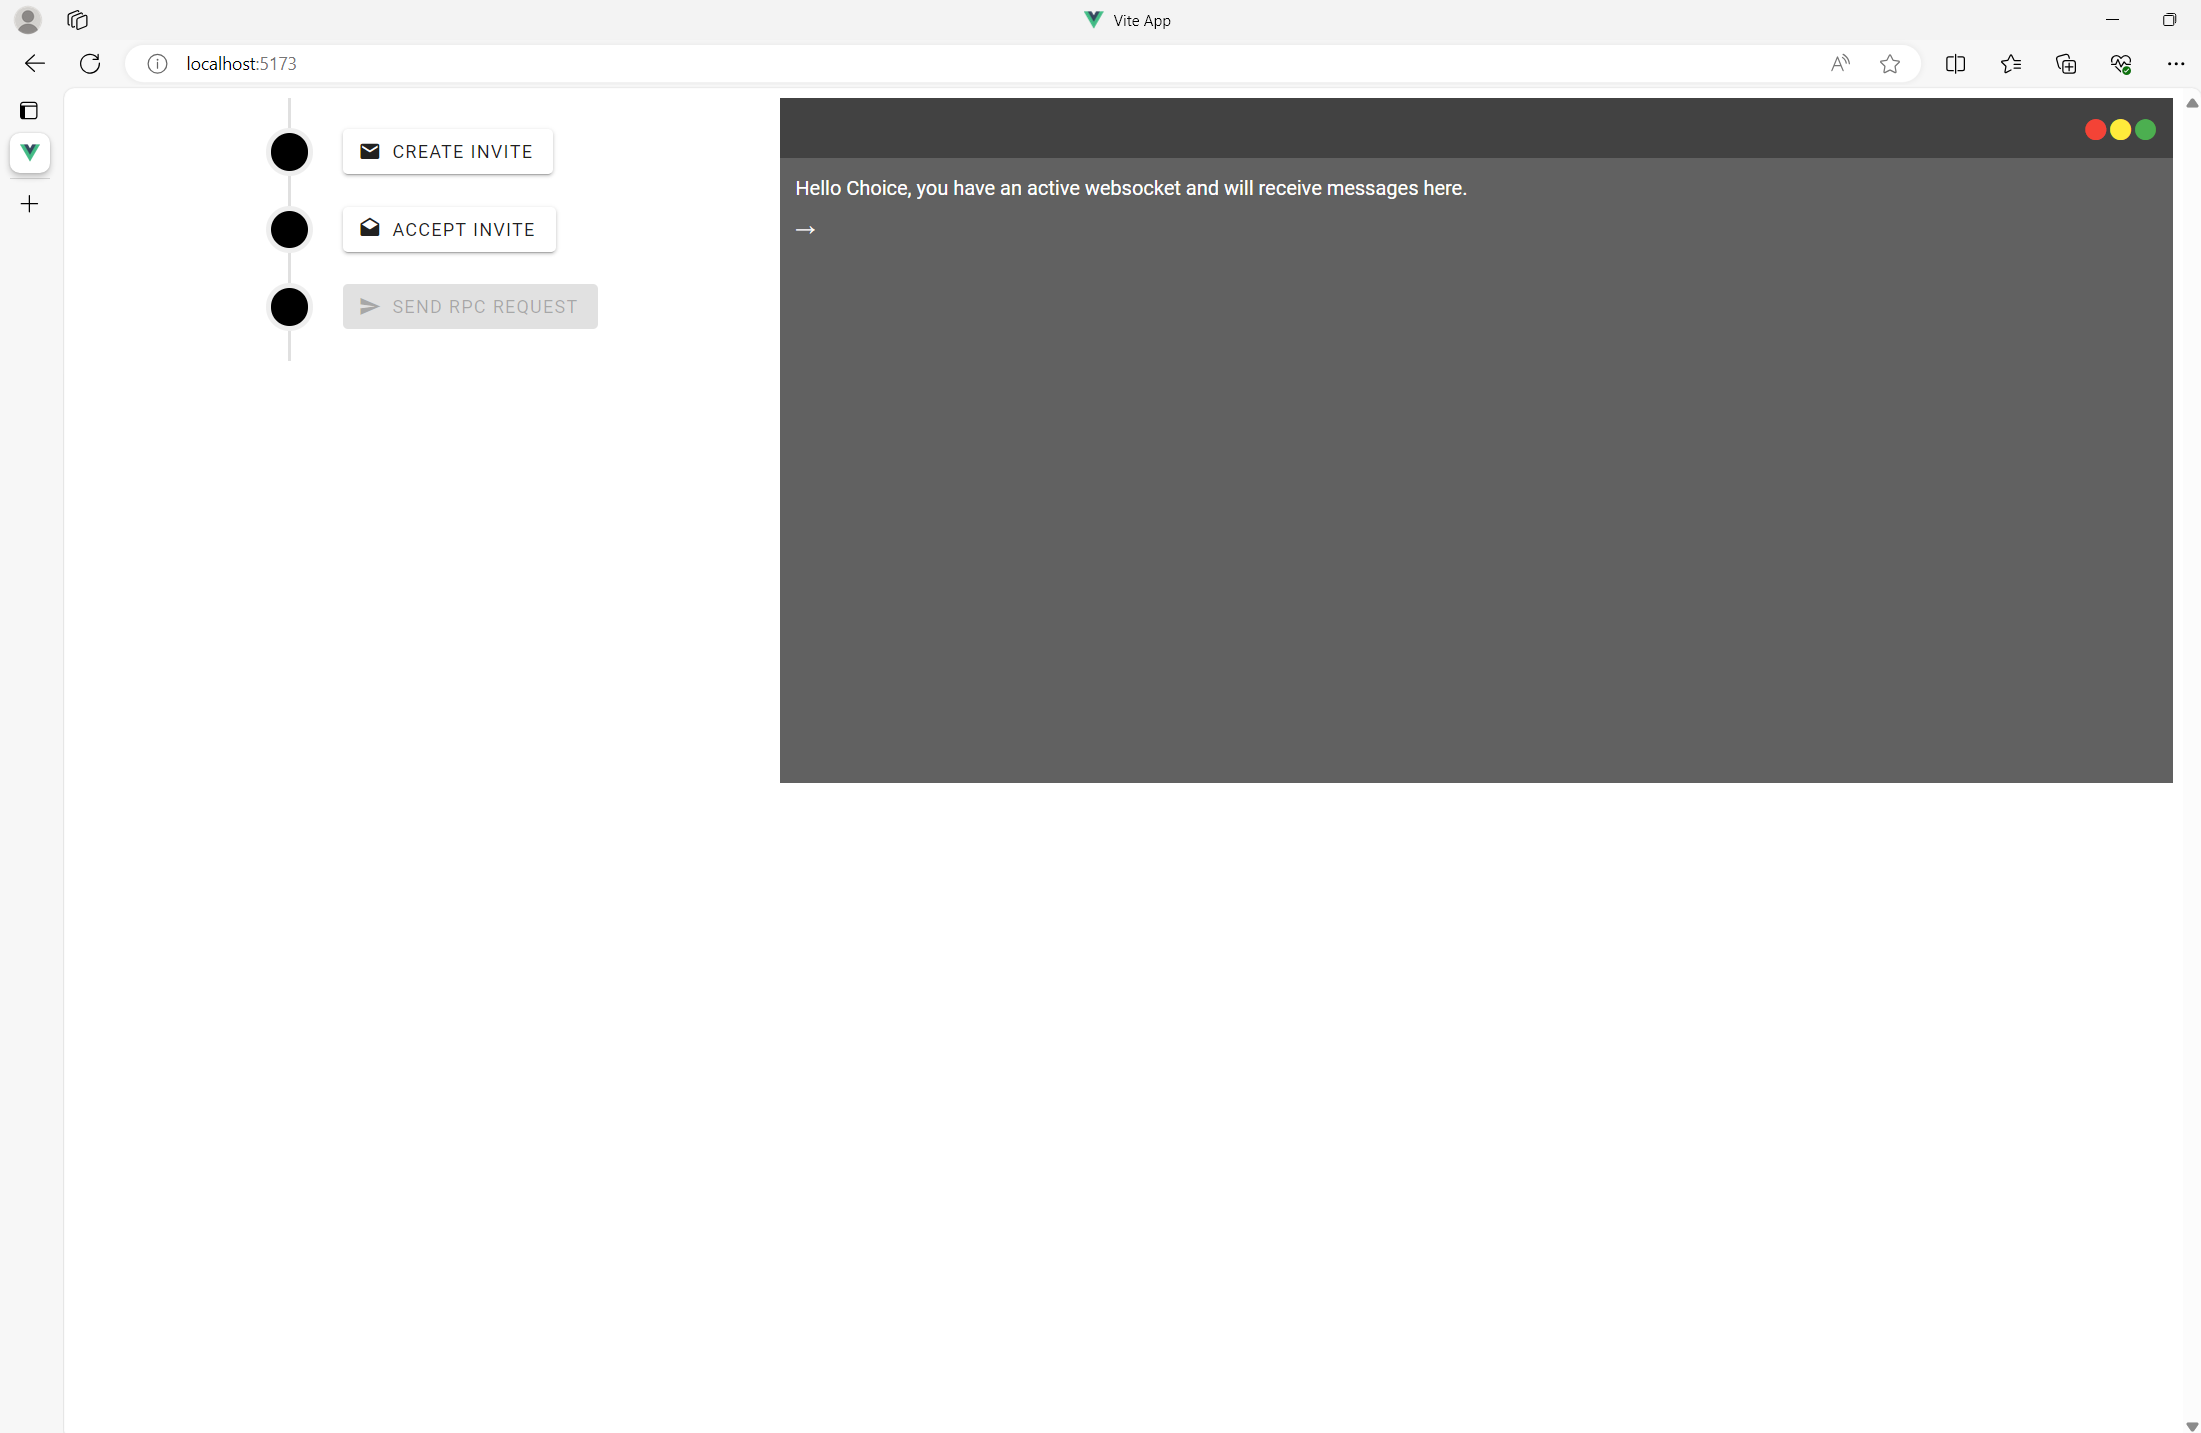 Vite App
localhost:5173
CREATE INVITE
ACCEPT INVITE
SEND RPC REQUEST
Hello Choice, you have an active websocket and will receive messages here.
→